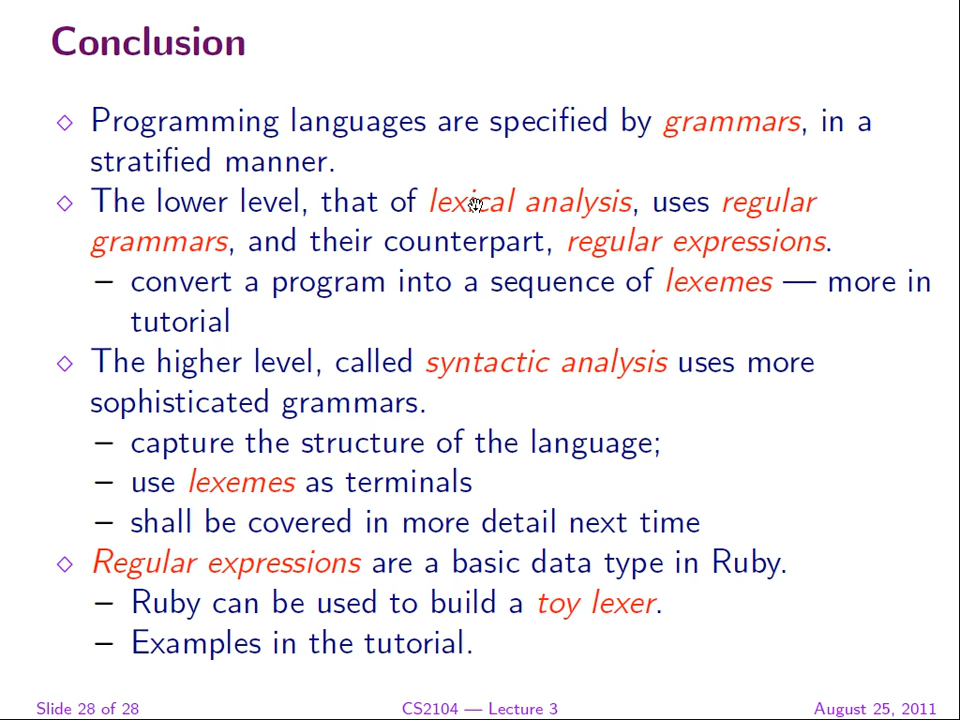 Conclusion
◇ Programming languages are specified by grammars, in a
stratified manner.
◇ The lower level, that of lexical analysis, uses regular
grammars, and their counterpart, regular expressions.
– convert a program into a sequence of lexemes — more in
tutorial
◇ The higher level, called syntactic analysis uses more
sophisticated grammars.
– capture the structure of the language;
– use lexemes as terminals
– shall be covered in more detail next time
◇ Regular expressions are a basic data type in Ruby.
– Ruby can be used to build a toy lexer.
– Examples in the tutorial.
Slide 28 of 28 CS2104 — Lecture 3 August 25, 2011